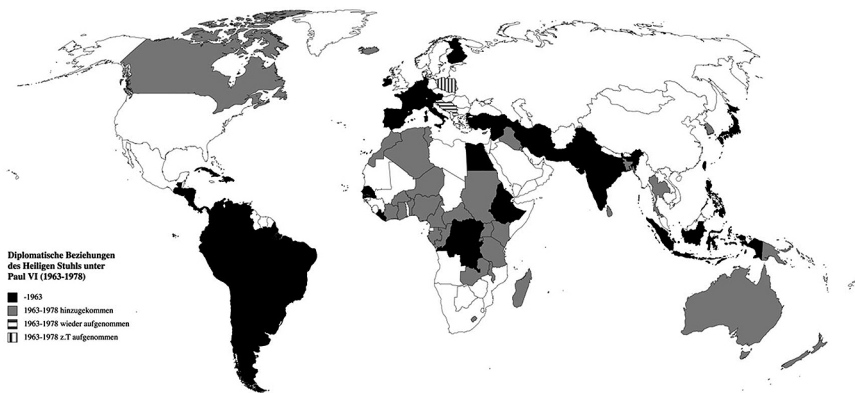 Diplomatische Beziehungen
des Heiligen Stuhls unter
Paul VI (1963-1978)
-1963
1963-1978 hinzugekommen
1963-1978 wieder aufgenommen
1963-1978 z.T aufgenommen